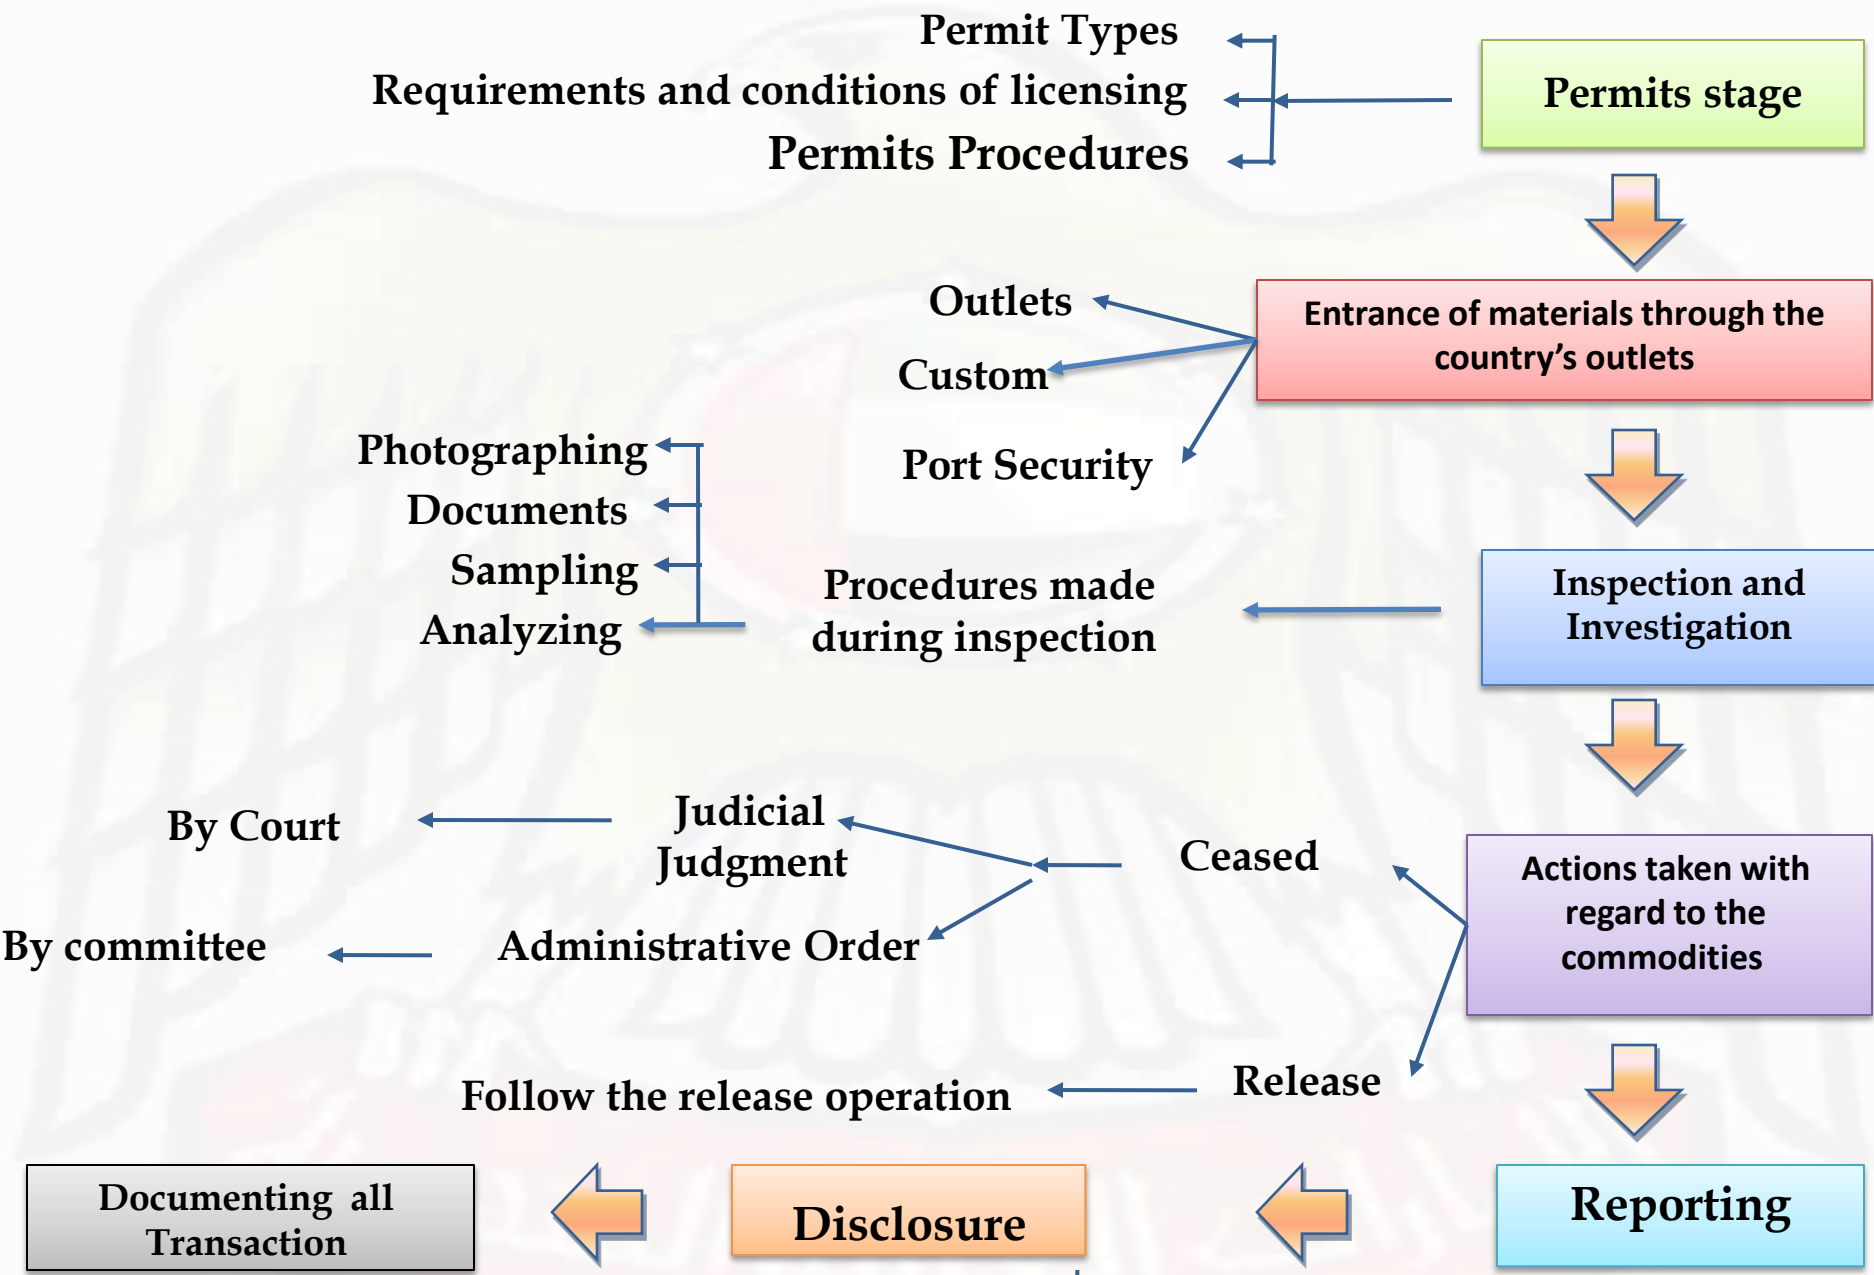 Permit Types
Requirements and conditions of licensing
Permits Procedures
Permits stage
Outlets
Custom
Port Security
Entrance of materials through the
country’s outlets
Photographing
Documents
Sampling
Analyzing
Procedures made
during inspection
Inspection and
Investigation
By Court
Judicial
Judgment
Ceased
By committee
Administrative Order
Actions taken with
regard to the
commodities
Follow the release operation
Release
Documenting all
Transaction
Disclosure
Reporting